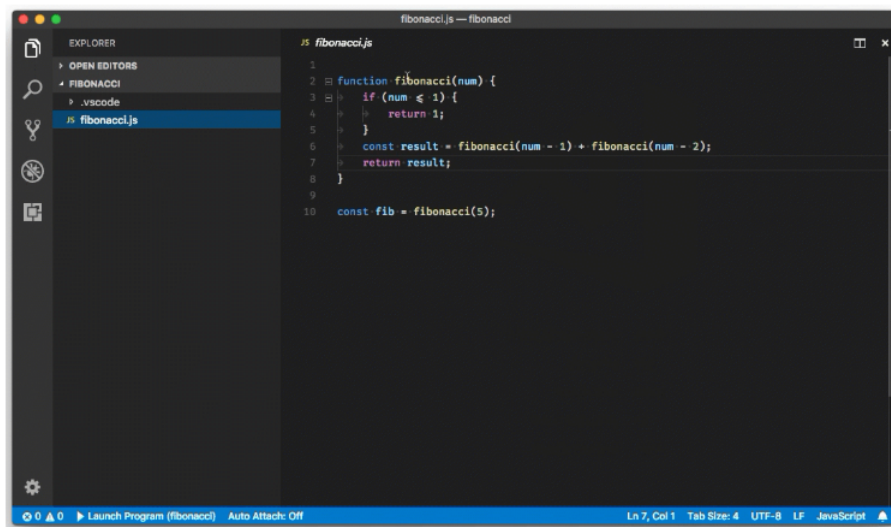 fibonacci.js — fibonacci
EXPLORER
OPEN EDITORS
FIBONACCI
.vscode
JS fibonacci.js
JS fibonacci.js
1
2 function fibonacci(num) {
3 if (num ⩽ 1) {
4 return 1;
5 }
6 const result = fibonacci(num - 1) + fibonacci(num - 2);
7 return result;
8 }
9
10 const fib = fibonacci(5);
0 0 Launch Program (fibonacci) Auto Attach: Off Ln 7, Col 1 Tab Size: 4 UTF-8 LF JavaScript